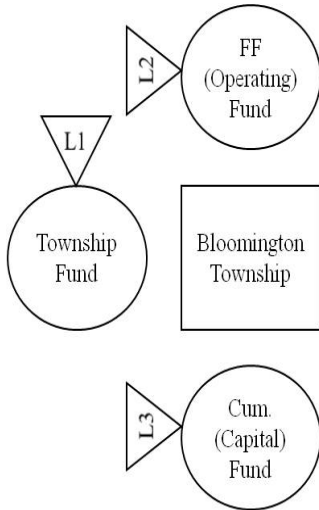 FF
(Operating)
Fund
L2
L1
Township
Fund
Bloomington
Township
Cum.
(Capital)
Fund
L3